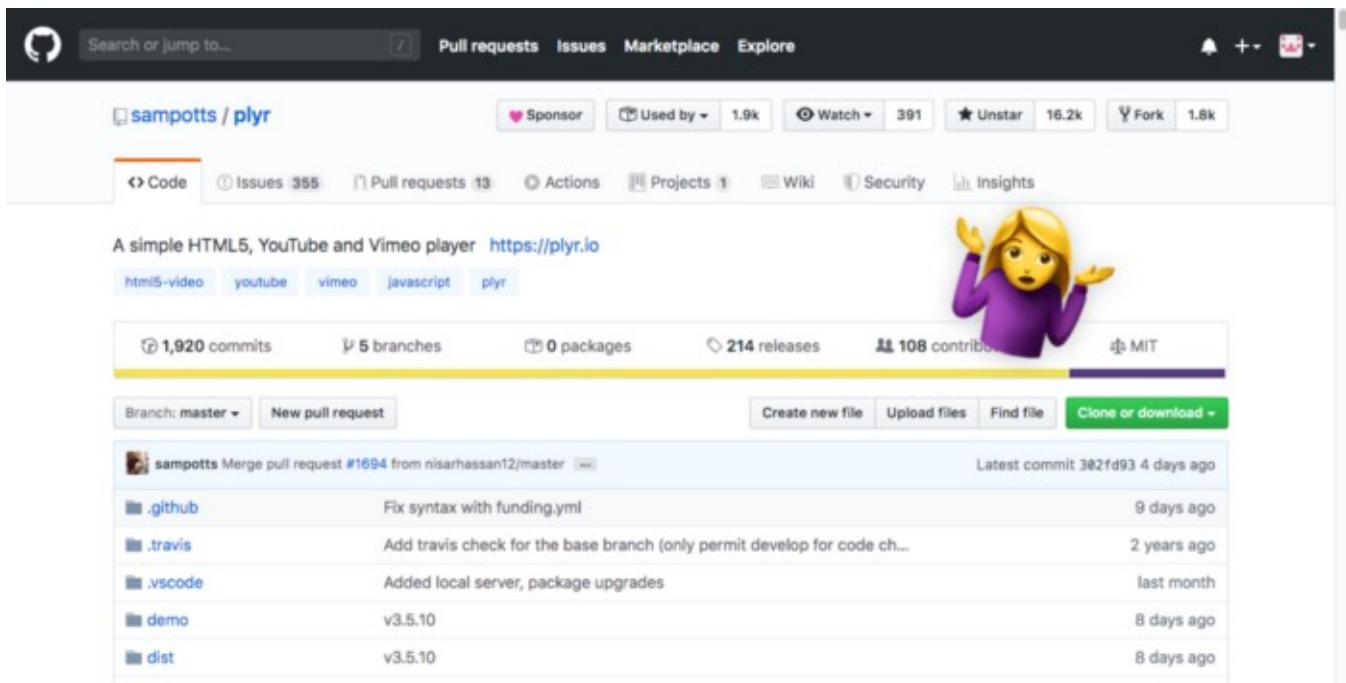 Search or jump to... / Pull requests Issues Marketplace Explore
sampotts / plyr Sponsor Used by 1.9k Watch 391 Unstar 16.2k Fork 1.8k
Code Issues 355 Pull requests 13 Actions Projects 1 Wiki Security Insights
A simple HTML5, YouTube and Vimeo player https://plyr.io
html5-video youtube vimeo javascript plyr
1,920 commits 5 branches 0 packages 214 releases 108 MIT
Branch: master New pull request Create new file Upload files Find file Clone or download
sampotts Merge pull request #1694 from nisarhassan12/master ... Latest commit 302fd93 4 days ago
.github Fix syntax with funding.yml 9 days ago
.travis Add travis check for the base branch (only permit develop for code ch... 2 years ago
.vscode Added local server, package upgrades last month
demo v3.5.10 8 days ago
dist v3.5.10 8 days ago